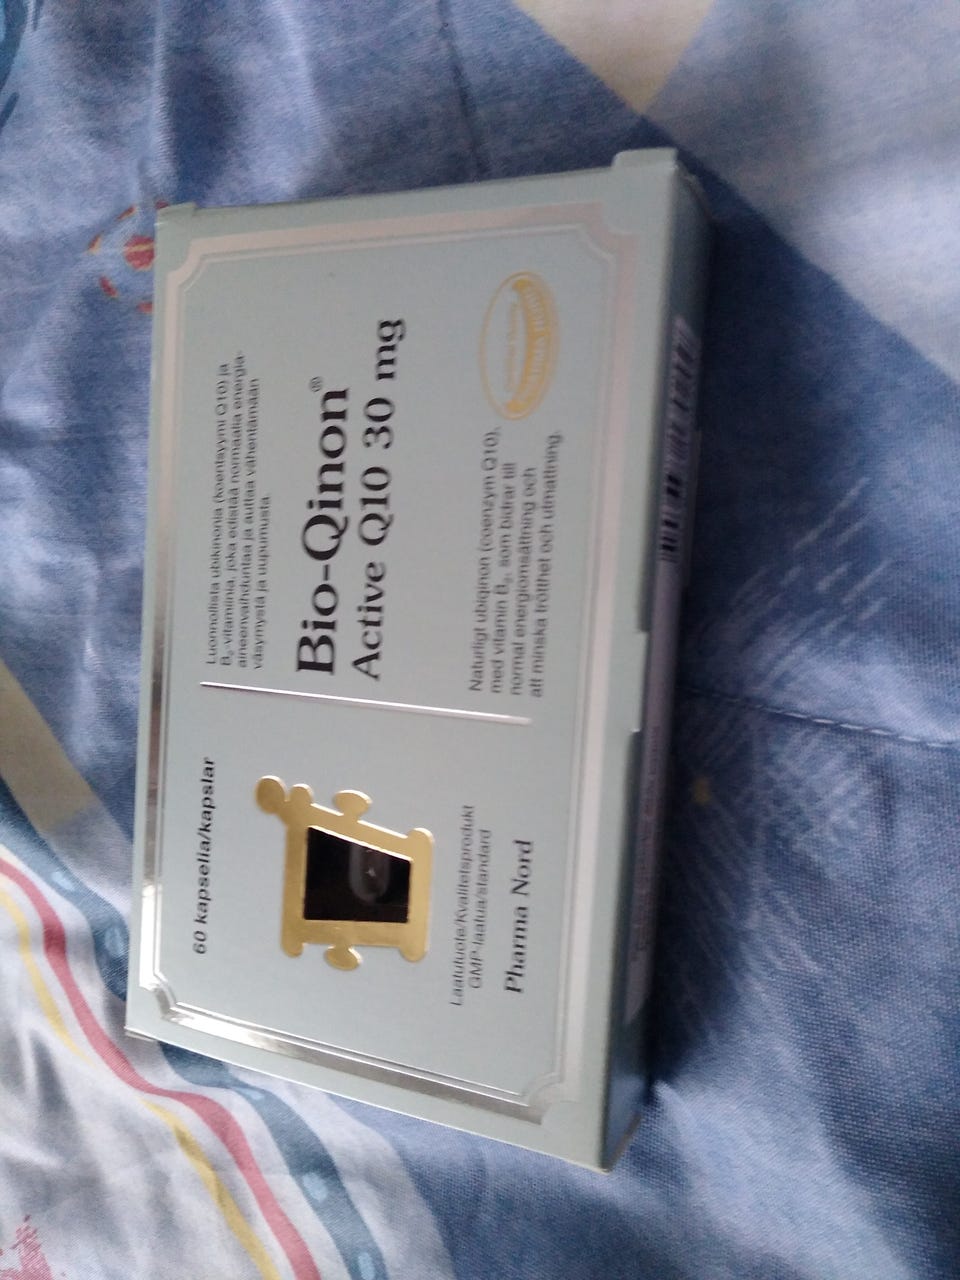 60 kapselia/kapslar
Laatutuote/Kvalitetsprodukt
GMP-laatua/standard
Pharma Nord
Luonnollista ubikinonia (koentsyymi Q10) ja
B₂-vitamiinia, joka edistää normaalia energia-
aineenvaihduntaa ja auttaa vähentämään
väsymystä ja uupumusta.
Bio-Qinon®
Active Q10 30 mg
Naturligt ubiqinon (coenzym Q10),
med vitamin B₂, som bidrar till
normal energiomsättning och
att minska trötthet och utmattning.